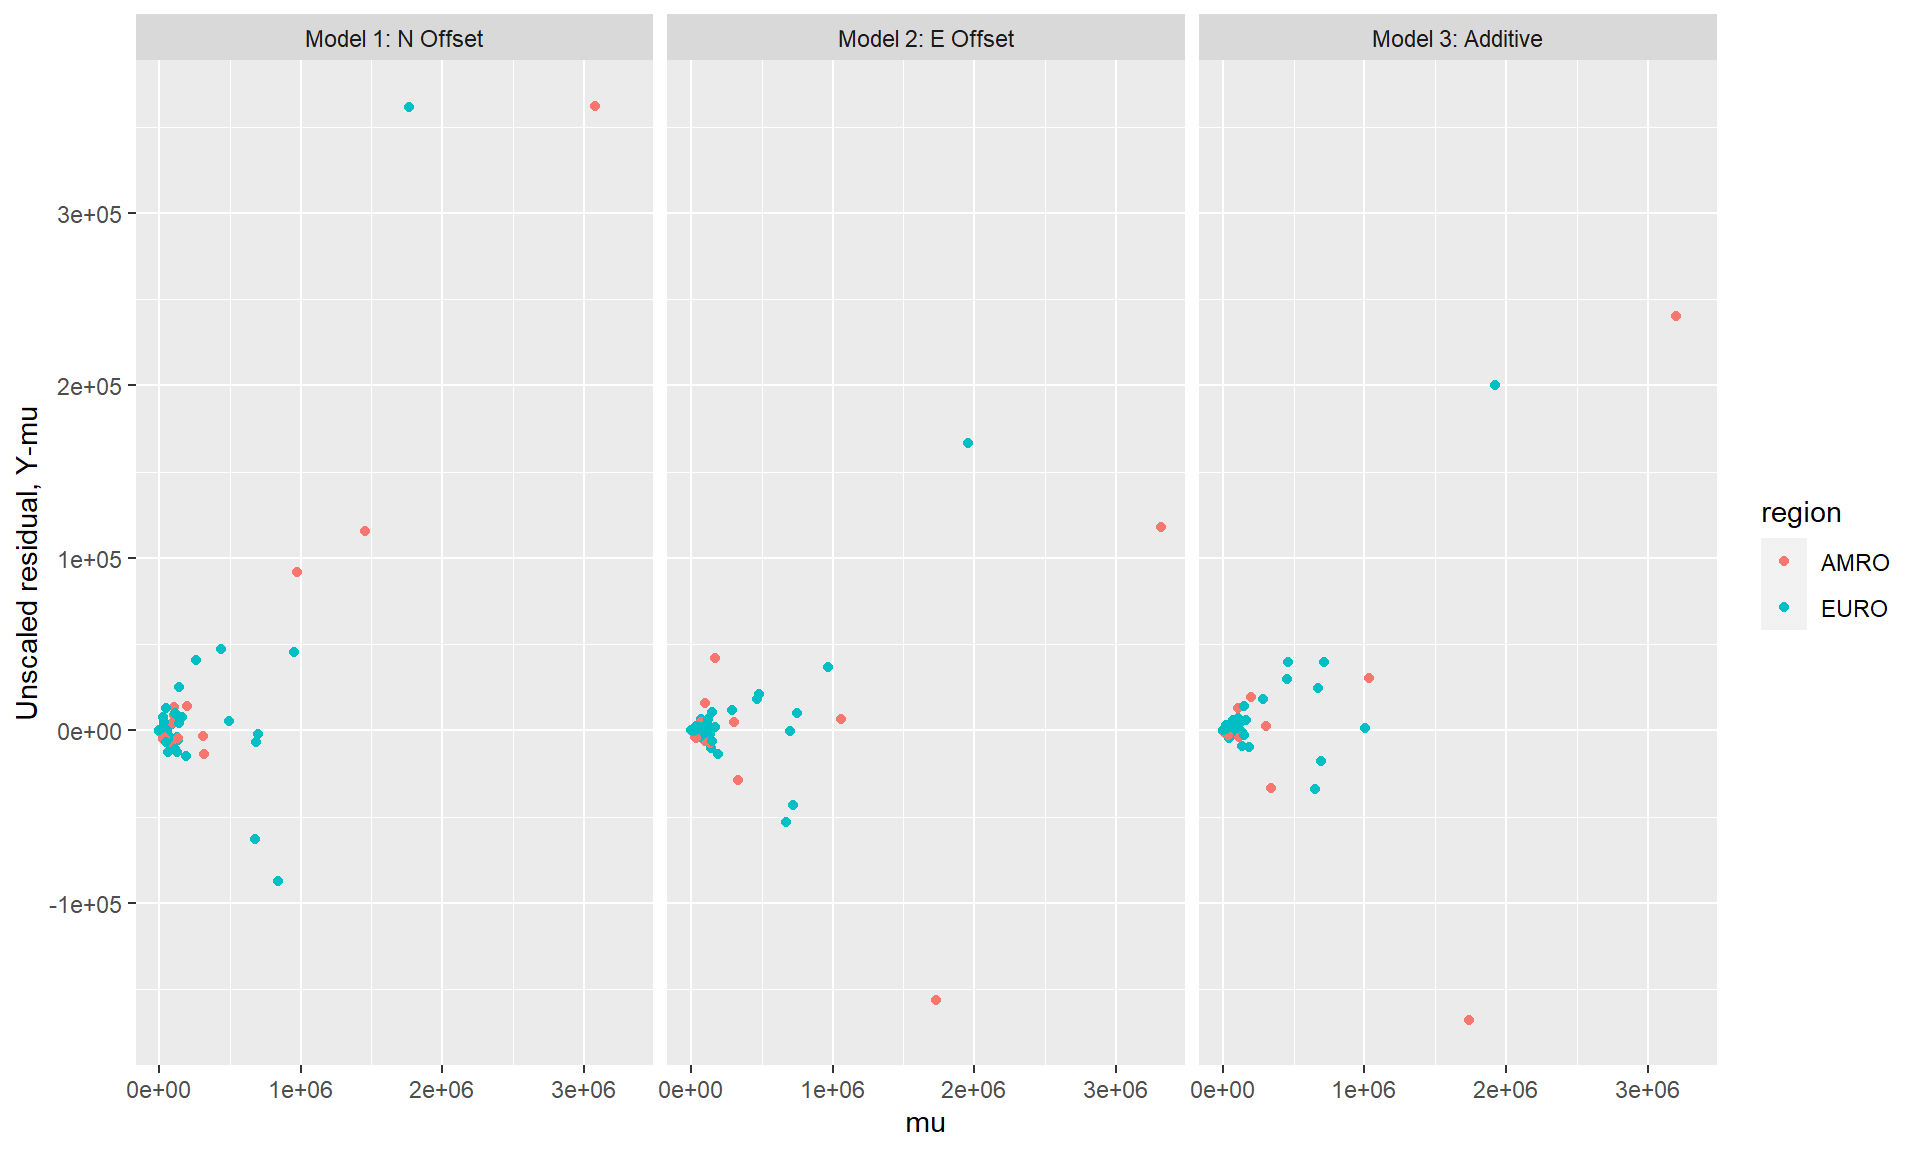 Model 1: N Offset
Model 2: E Offset
Model 3: Additive
Unscaled residual, Y-mu
3e+05
2e+05
1e+05
0e+00
-1e+05
0e+00 1e+06 2e+06 3e+06
0e+00 1e+06 2e+06 3e+06
0e+00 1e+06 2e+06 3e+06
mu
region
AMRO
EURO